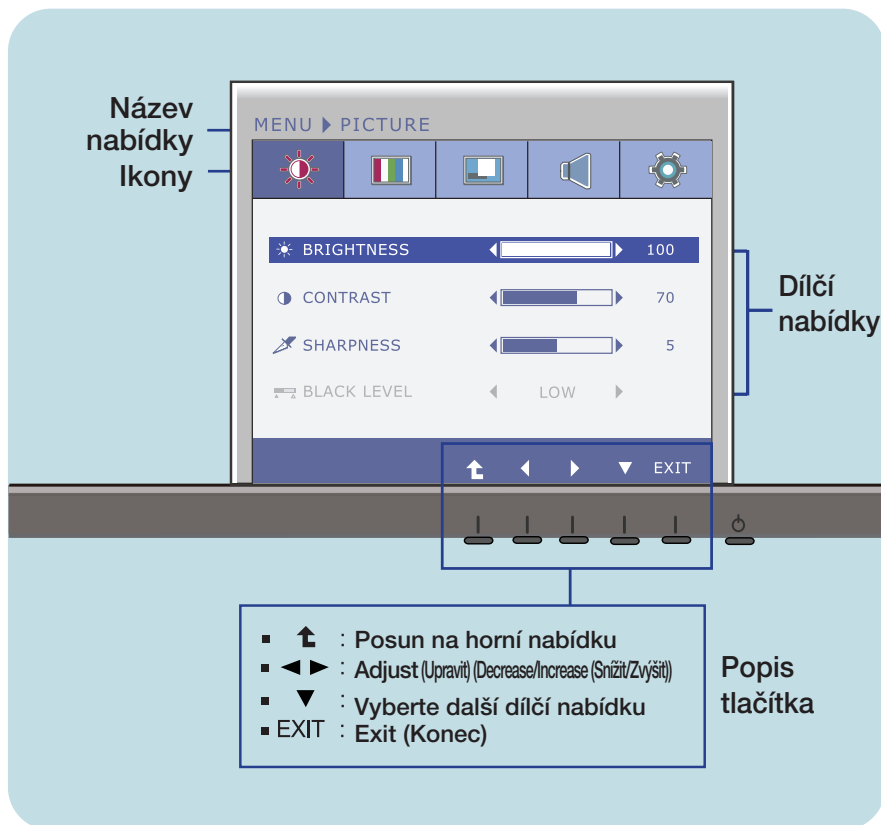 Název
nabídky
Ikony
MENU PICTURE
BRIGHTNESS 100
CONTRAST 70
SHARPNESS 5
BLACK LEVEL LOW
Dílčí
nabídky
EXIT
: Posun na horní nabídku
: Adjust (Upravit) (Decrease/Increase (Snížit/Zvýšit))
: Vyberte další dílčí nabídku
EXIT : Exit (Konec)
Popis
tlačítka